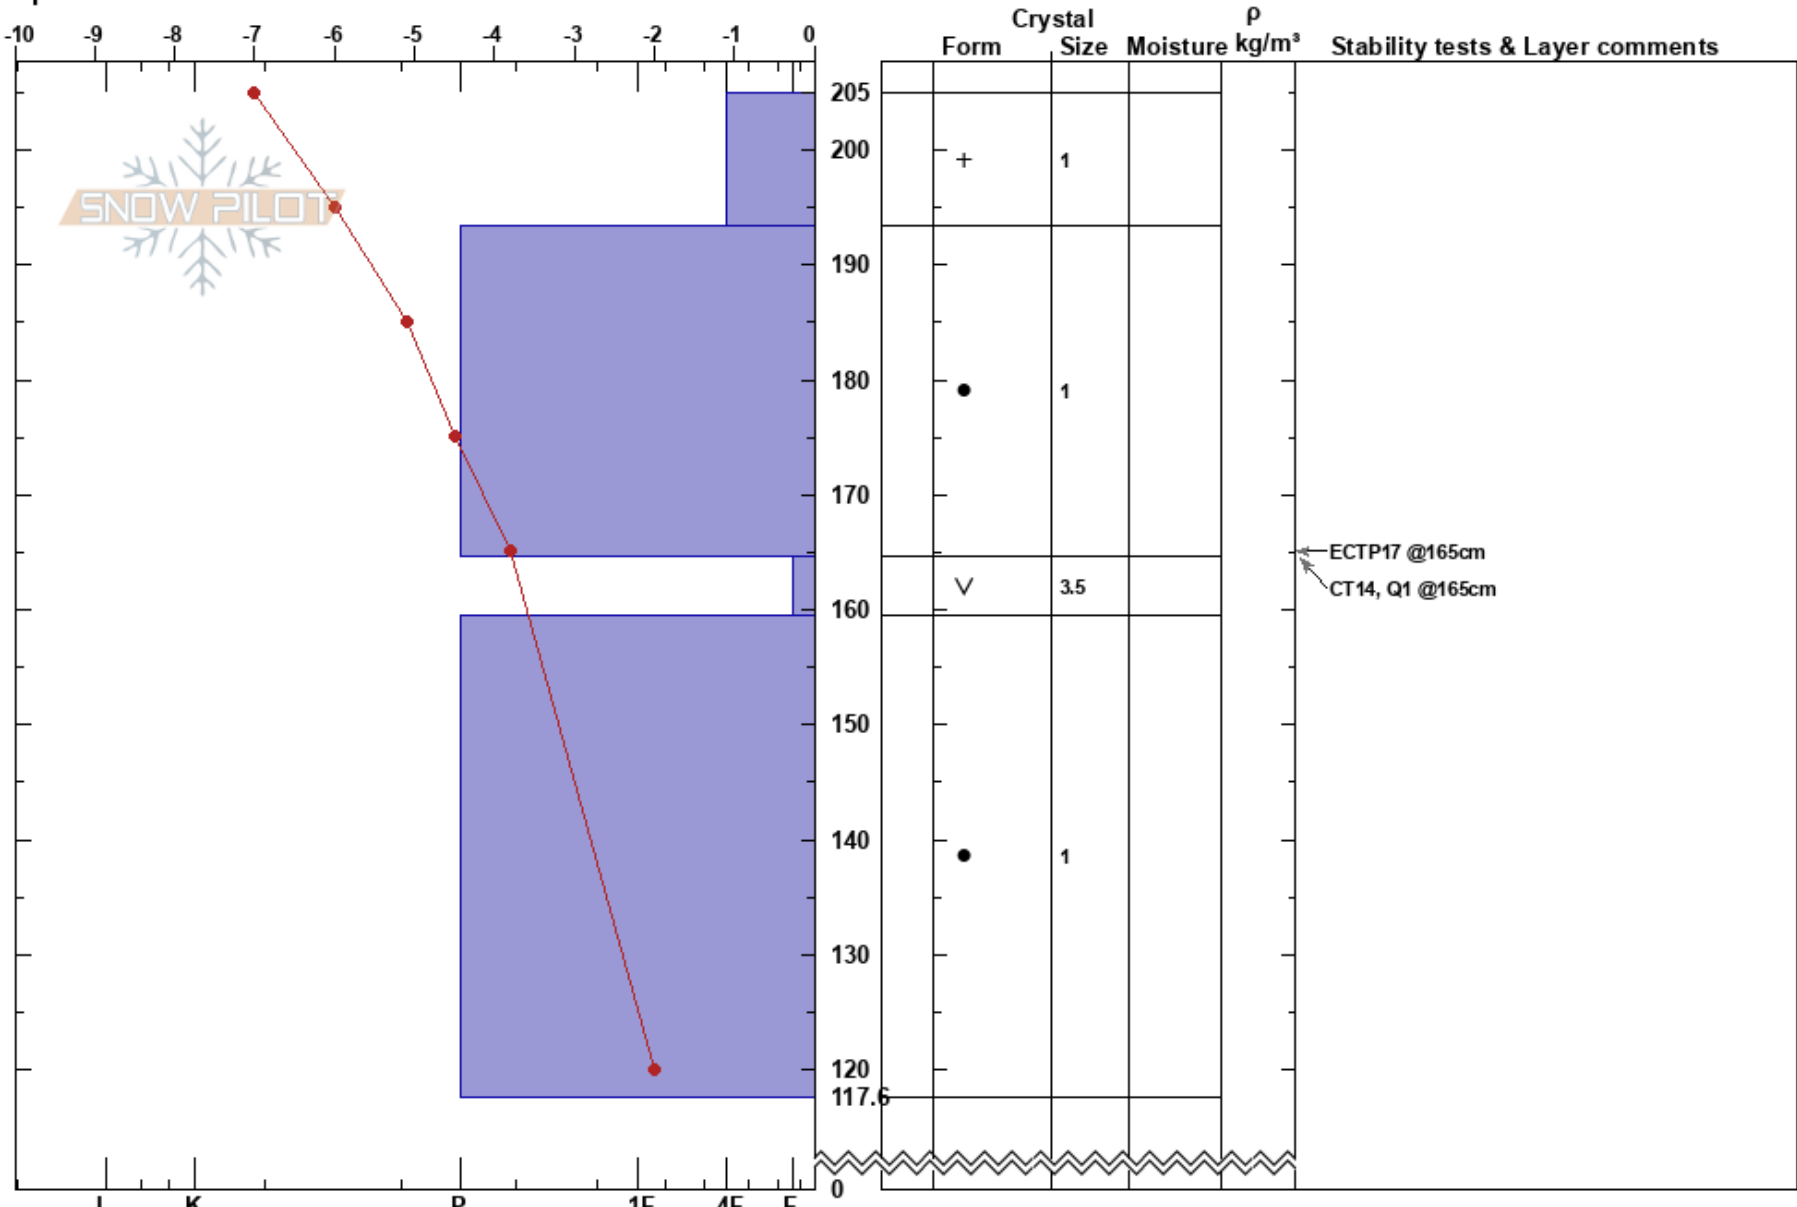 -10 -9 -8 -7 -6 -5 -4 -3 -2 -1 0
Crystal
ρ
Form Size Moisture kg/m³ Stability tests & Layer comments
205
200
+ 1
SNOW PILOT
190
180
1
170
ECTP17 @165cm
3.5
CT14, Q1 @165cm
160
150
140
1
130
120
117.6
0
I K P 1F 4F F